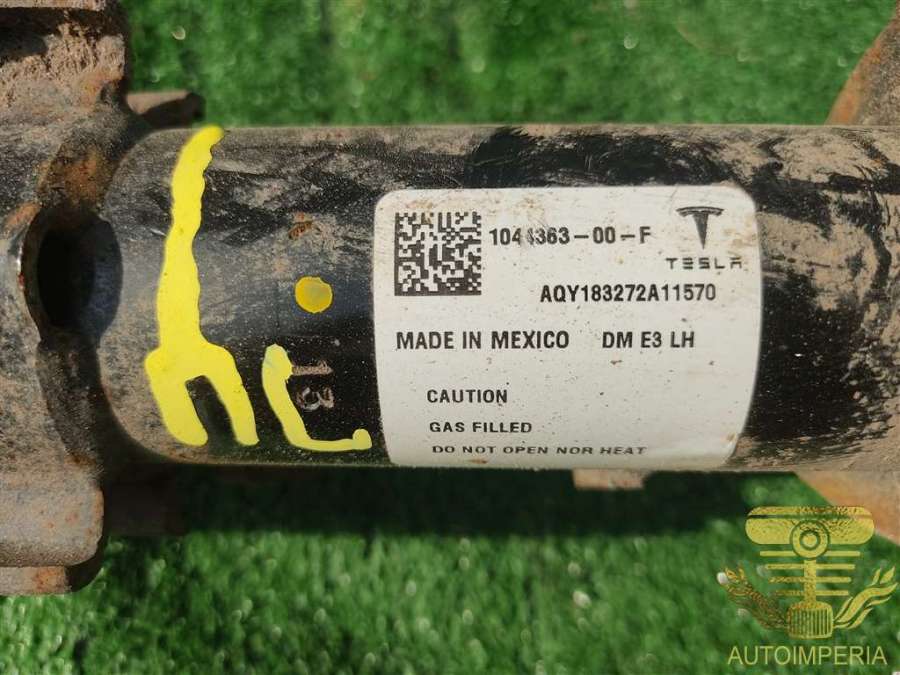 1044363-00-F
TESLA
AQY183272A11570
MADE IN MEXICO DM E3 LH
CAUTION
GAS FILLED
DO NOT OPEN NOR HEAT
13
AUTOIMPERIA